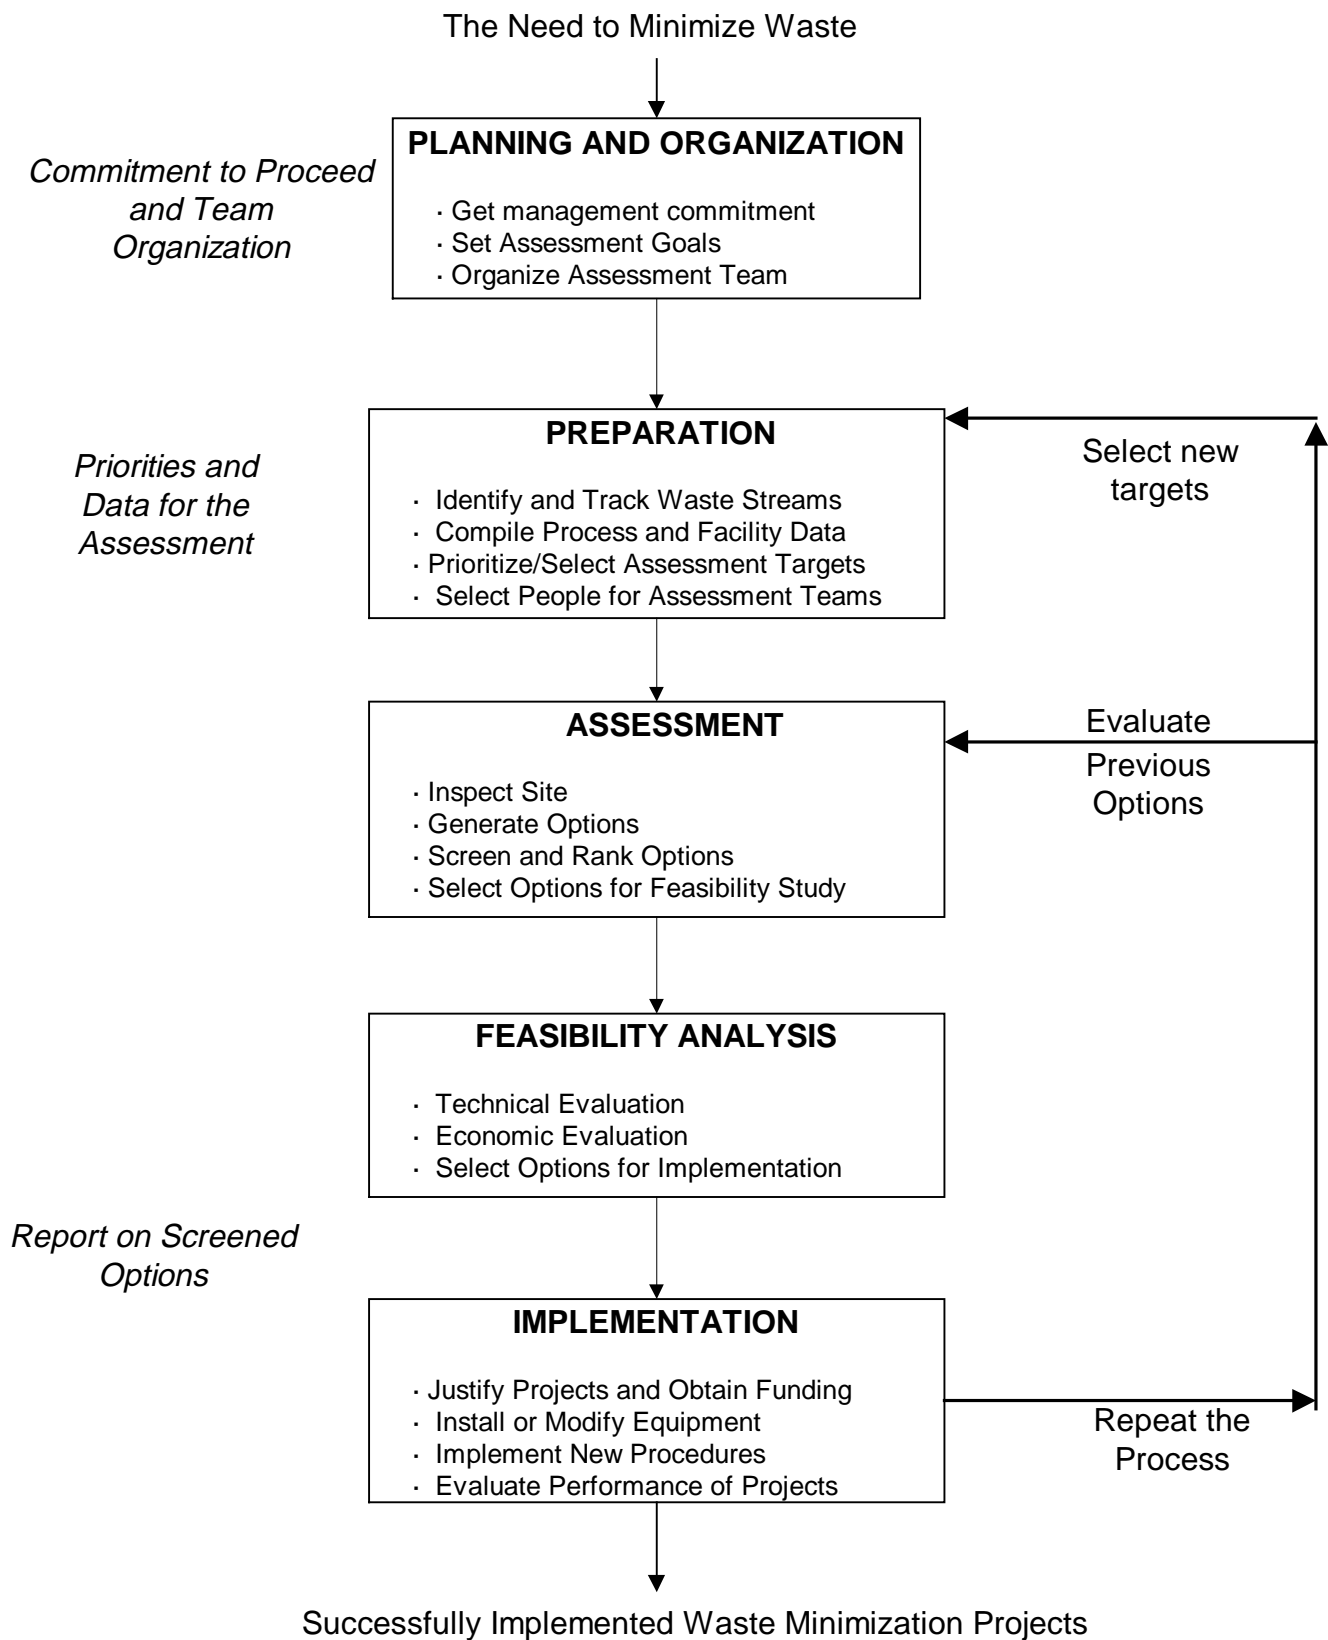 The Need to Minimize Waste
PLANNING AND ORGANIZATION
Commitment to Proceed
and Team
Organization
· Get management commitment
· Set Assessment Goals
· Organize Assessment Team
PREPARATION
Priorities and
Data for the
Assessment
· Identify and Track Waste Streams
· Compile Process and Facility Data
· Prioritize/Select Assessment Targets
· Select People for Assessment Teams
Select new
targets
ASSESSMENT
· Inspect Site
· Generate Options
· Screen and Rank Options
· Select Options for Feasibility Study
Evaluate
Previous
Options
FEASIBILITY ANALYSIS
· Technical Evaluation
· Economic Evaluation
· Select Options for Implementation
Report on Screened
Options
IMPLEMENTATION
· Justify Projects and Obtain Funding
· Install or Modify Equipment
· Implement New Procedures
· Evaluate Performance of Projects
Repeat the
Process
Successfully Implemented Waste Minimization Projects